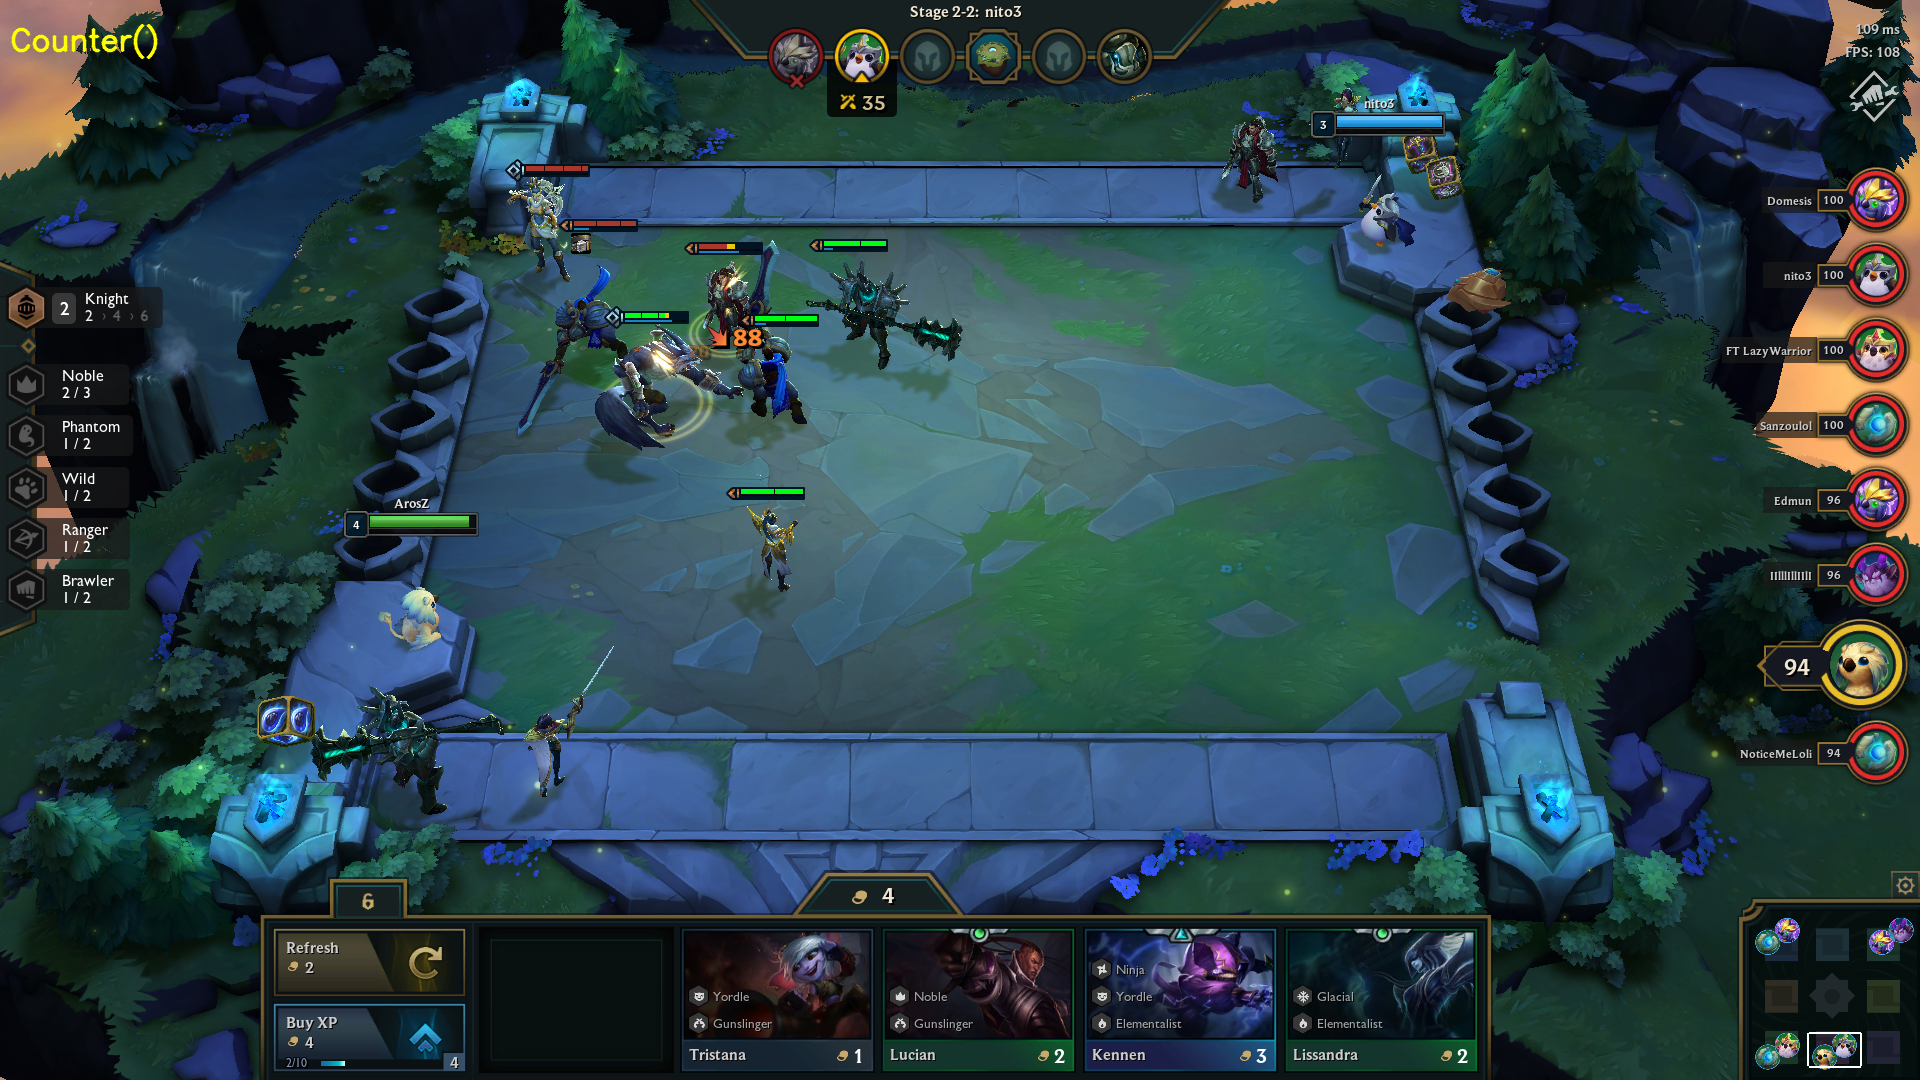 Stage 2-2: nito3
Counter()
109 ms
FPS: 108
35
nito3
3
Domesis 100
nito3 100
FT LazyWarrior 100
Sanzoulol 100
Edmun 96
96
94
NoticeMeLoli 94
2
Knight
2 › 4 › 6
Noble
2 / 3
Phantom
1 / 2
Wild
1 / 2
Ranger
1 / 2
Brawler
1 / 2
88
ArosZ
4
6
4
Refresh
2
Buy XP
4
2/10
4
Yordle
Gunslinger
Tristana 1
Noble
Gunslinger
Lucian 2
Ninja
Yordle
Elementalist
Kennen 3
Glacial
Elementalist
Lissandra 2